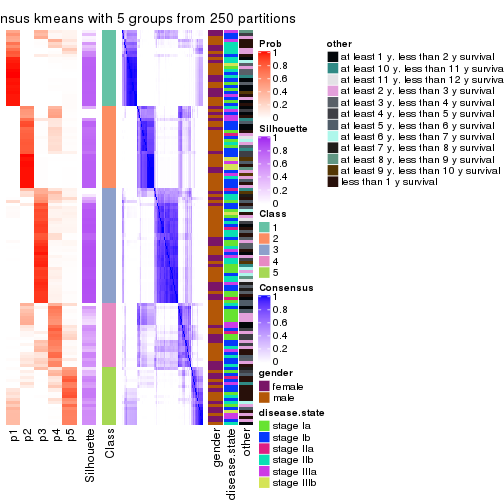 nsus kmeans with 5 groups from 250 partitions
Prob
1
0.8
0.6
0.4
0.2
0
Silhouette
1
0.8
0.6
0.4
0.2
0
Class
1
2
3
4
5
Consensus
1
0.8
0.6
0.4
0.2
0
gender
female
male
disease.state
stage Ia
stage Ib
stage IIa
stage IIb
stage IIIa
stage IIIb
other
at least 1 y. less than 2 y survival
at least 10 y. less than 11 y surviva
at least 11 y. less than 12 y surviva
at least 2 y. less than 3 y survival
at least 3 y. less than 4 y survival
at least 4 y. less than 5 y survival
at least 5 y. less than 6 y survival
at least 6 y. less than 7 y survival
at least 7 y. less than 8 y survival
at least 8 y. less than 9 y survival
at least 9 y. less than 10 y survival
less than 1 y survival
p1
p2
p3
p4
p5
Silhouette
Class
gender
disease.state
other